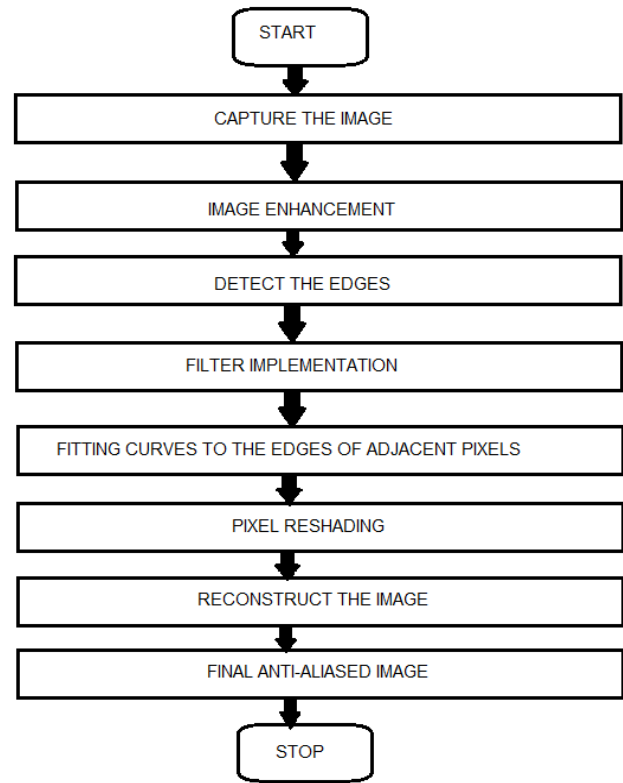 START
CAPTURE THE IMAGE
IMAGE ENHANCEMENT
DETECT THE EDGES
FILTER IMPLEMENTATION
FITTING CURVES TO THE EDGES OF ADJACENT PIXELS
PIXEL RESHADING
RECONSTRUCT THE IMAGE
FINAL ANTI-ALIASED IMAGE
STOP